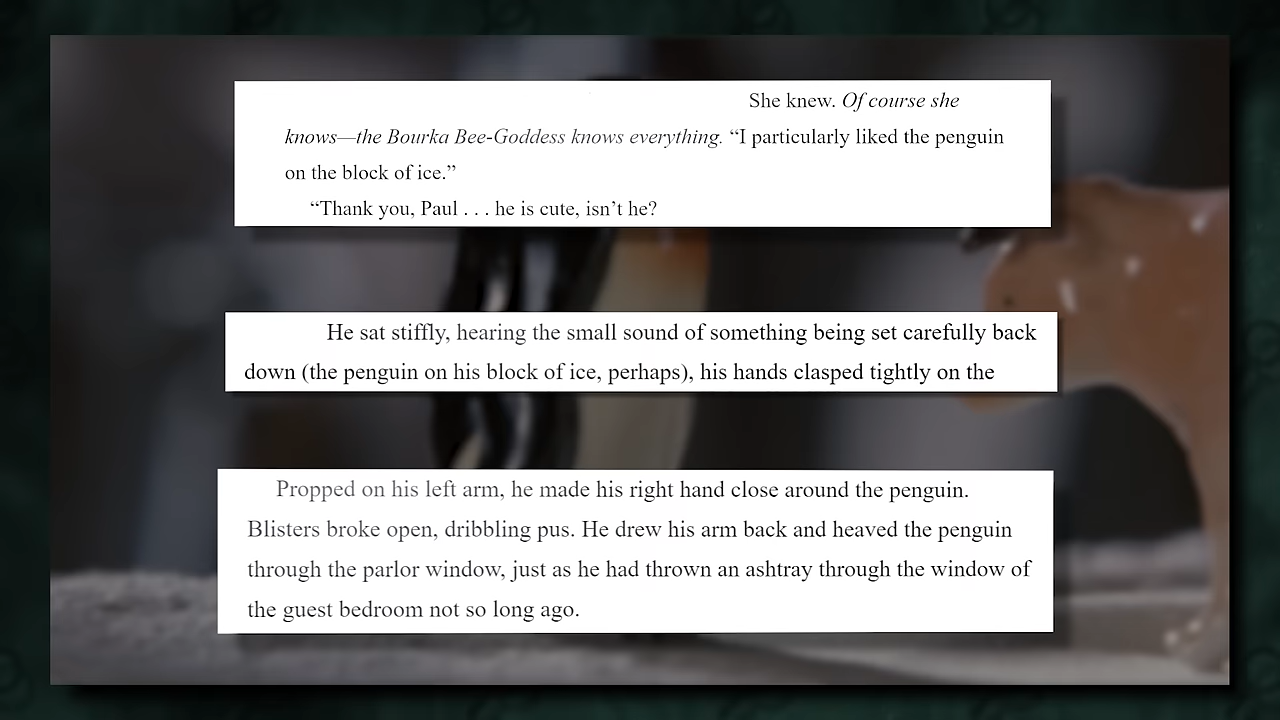 She knew. Of course she
knows—the Bourka Bee-Goddess knows everything. “I particularly liked the penguin
on the block of ice.”
“Thank you, Paul . . . he is cute, isn’t he?
He sat stiffly, hearing the small sound of something being set carefully back
down (the penguin on his block of ice, perhaps), his hands clasped tightly on the
Propped on his left arm, he made his right hand close around the penguin.
Blisters broke open, dribbling pus. He drew his arm back and heaved the penguin
through the parlor window, just as he had thrown an ashtray through the window of
the guest bedroom not so long ago.